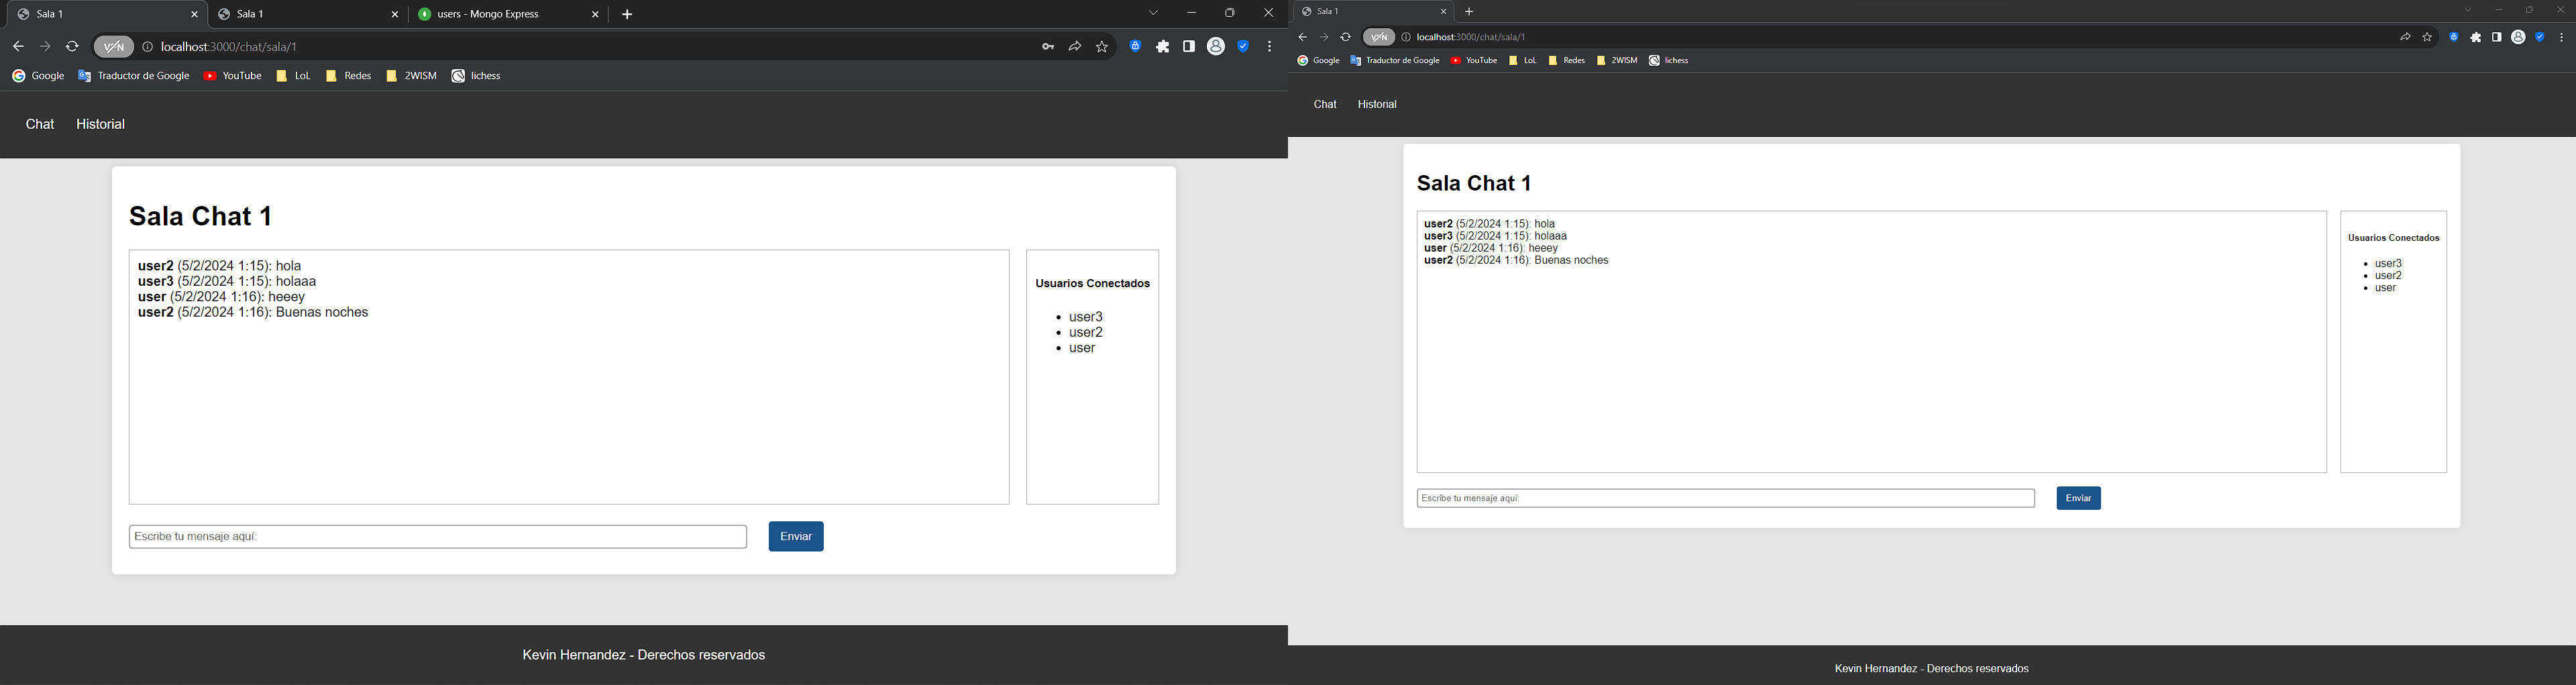 Sala 1
Sala 1
users - Mongo Express
VPN
localhost:3000/chat/sala/1
Google
Traductor de Google
YouTube
LoL
Redes
2WISM
lichess
Chat
Historial
Sala Chat 1
user2 (5/2/2024 1:15): hola
user3 (5/2/2024 1:15): holaaa
user (5/2/2024 1:16): heeey
user2 (5/2/2024 1:16): Buenas noches
Usuarios Conectados
user3
user2
user
Escribe tu mensaje aquí:
Enviar
Kevin Hernandez - Derechos reservados
Sala 1
VPN
localhost:3000/chat/sala/1
Google
Traductor de Google
YouTube
LoL
Redes
2WISM
lichess
Chat
Historial
Sala Chat 1
user2 (5/2/2024 1:15): hola
user3 (5/2/2024 1:15): holaaa
user (5/2/2024 1:16): heeey
user2 (5/2/2024 1:16): Buenas noches
Usuarios Conectados
user3
user2
user
Escribe tu mensaje aquí:
Enviar
Kevin Hernandez - Derechos reservados